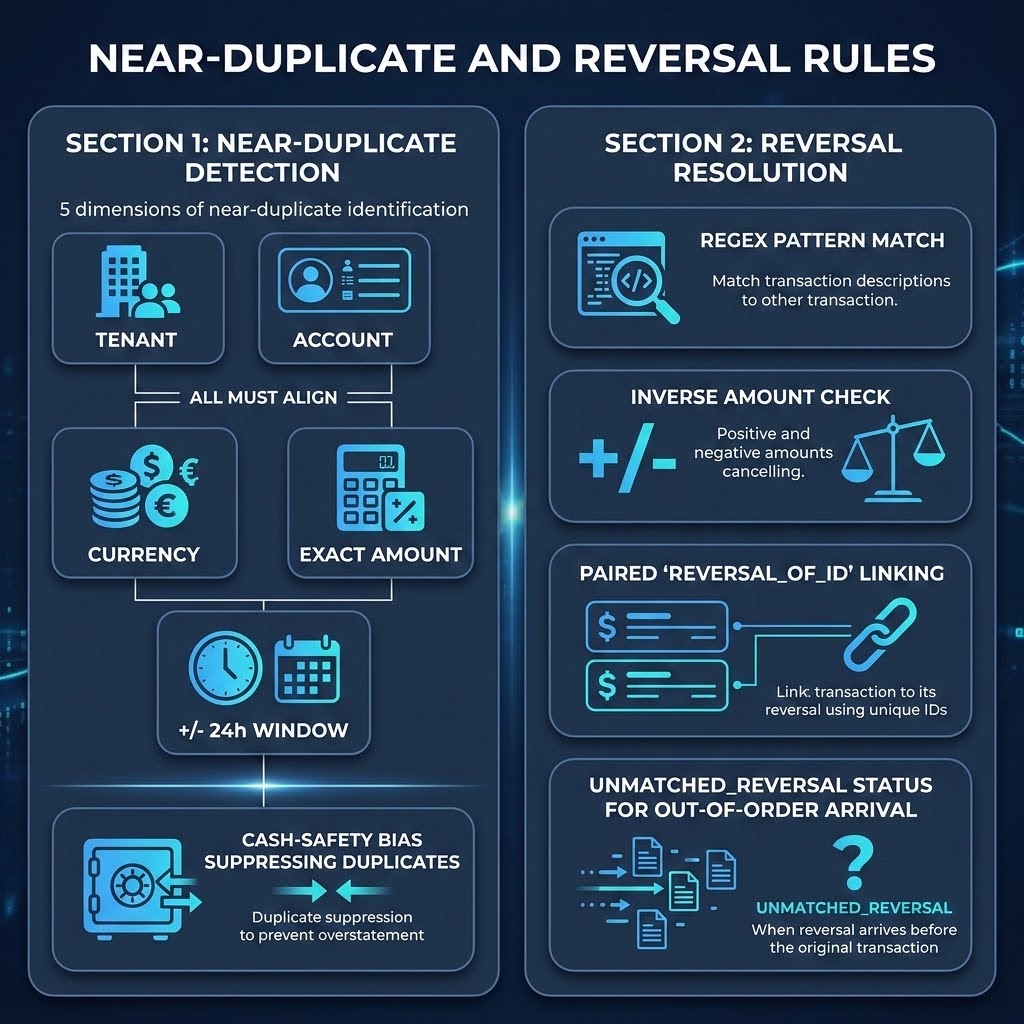 NEAR-DUPLICATE AND REVERSAL RULES
SECTION 1: NEAR-DUPLICATE
DETECTION
5 dimensions of near-duplicate identification
TENANT
ACCOUNT
ALL MUST ALIGN
$
€
$
€
CURRENCY
EXACT AMOUNT
+/- 24h WINDOW
CASH-SAFETY BIAS
SUPPRESSING DUPLICATES
Duplicate suppression
to prevent overstatement
SECTION 2: REVERSAL
RESOLUTION
</>
REGEX PATTERN MATCH
Match transaction descriptions
to other transaction.
INVERSE AMOUNT CHECK
+/-
Positive and
negative amounts
cancelling.
PAIRED ‘REVERSAL_OF_ID’ LINKING
$
$
Link: transaction to its
reversal using unique IDs
UNMATCHED_REVERSAL STATUS
FOR OUT-OF-ORDER ARRIVAL
?
UNMATCHED_REVERSAL
When reversal arrives before
the original transaction